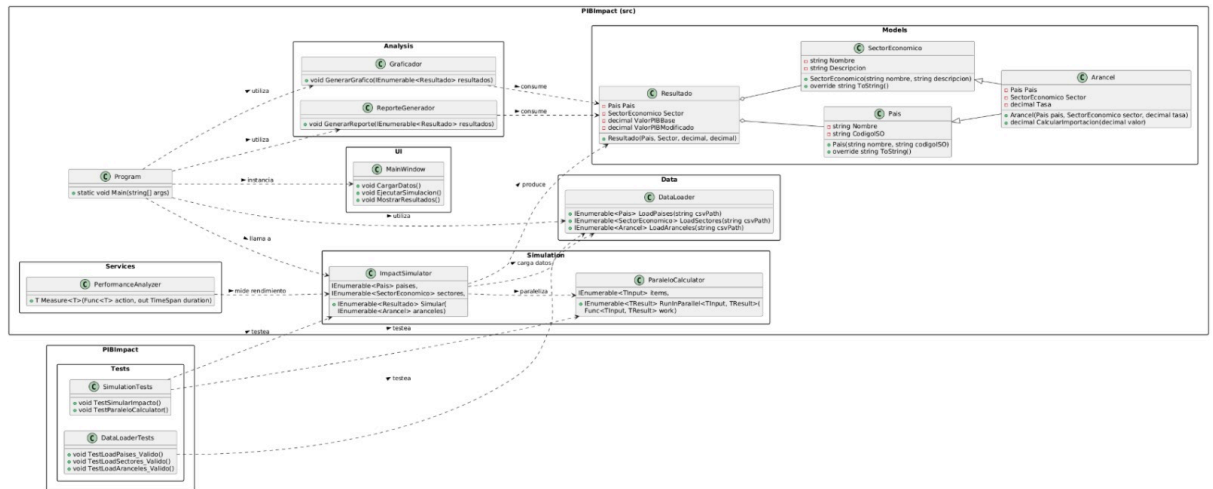 PIBImpact (src)
Models
SectorEconomico
string Nombre
string Descripcion
SectorEconomico(string nombre, string descripcion)
override string ToString()
Arancel
Pais Pais
SectorEconomico Sector
decimal Tasa
Arancel(Pais pais, SectorEconomico sector, decimal tasa)
decimal CalcularImportacion(decimal valor)
Resultado
Pais Pais
SectorEconomico Sector
decimal ValorPIBBase
decimal ValorPIBModificado
Resultado(Pais, Sector, decimal, decimal)
Pais
string Nombre
string CodigoISO
Pais(string nombre, string codigoISO)
override string ToString()
Analysis
Graficador
void GenerarGrafico(IEnumerable<Resultado> resultados)
ReporteGenerador
void GenerarReporte(IEnumerable<Resultado> resultados)
consume
consume
utiliza
utiliza
UI
MainWindow
void CargarDatos()
void EjecutarSimulacion()
void MostrarResultados()
Program
static void Main(string[] args)
instancia
produce
Data
DataLoader
IEnumerable<Pais> LoadPaises(string csvPath)
IEnumerable<SectorEconomico> LoadSectores(string csvPath)
IEnumerable<Arancel> LoadAranceles(string csvPath)
utiliza
llama a
Simulation
carga datos
ImpactSimulator
IEnumerable<Pais> paises,
IEnumerable<SectorEconomico> sectores,
IEnumerable<Resultado> Simular(
IEnumerable<Arancel> aranceles)
ParaleloCalculator
IEnumerable<TInput> items,
IEnumerable<TResult> RunInParallel<TInput, TResult>(
Func<TInput, TResult> work)
paraleliza
Services
PerformanceAnalyzer
T Measure<T>(Func<T> action, out TimeSpan duration)
mide rendimiento
testea
testea
testea
PIBImpact
Tests
SimulationTests
void TestSimularImpacto()
void TestParaleloCalculator()
DataLoaderTests
void TestLoadPaises_Valido()
void TestLoadSectores_Valido()
void TestLoadAranceles_Valido()